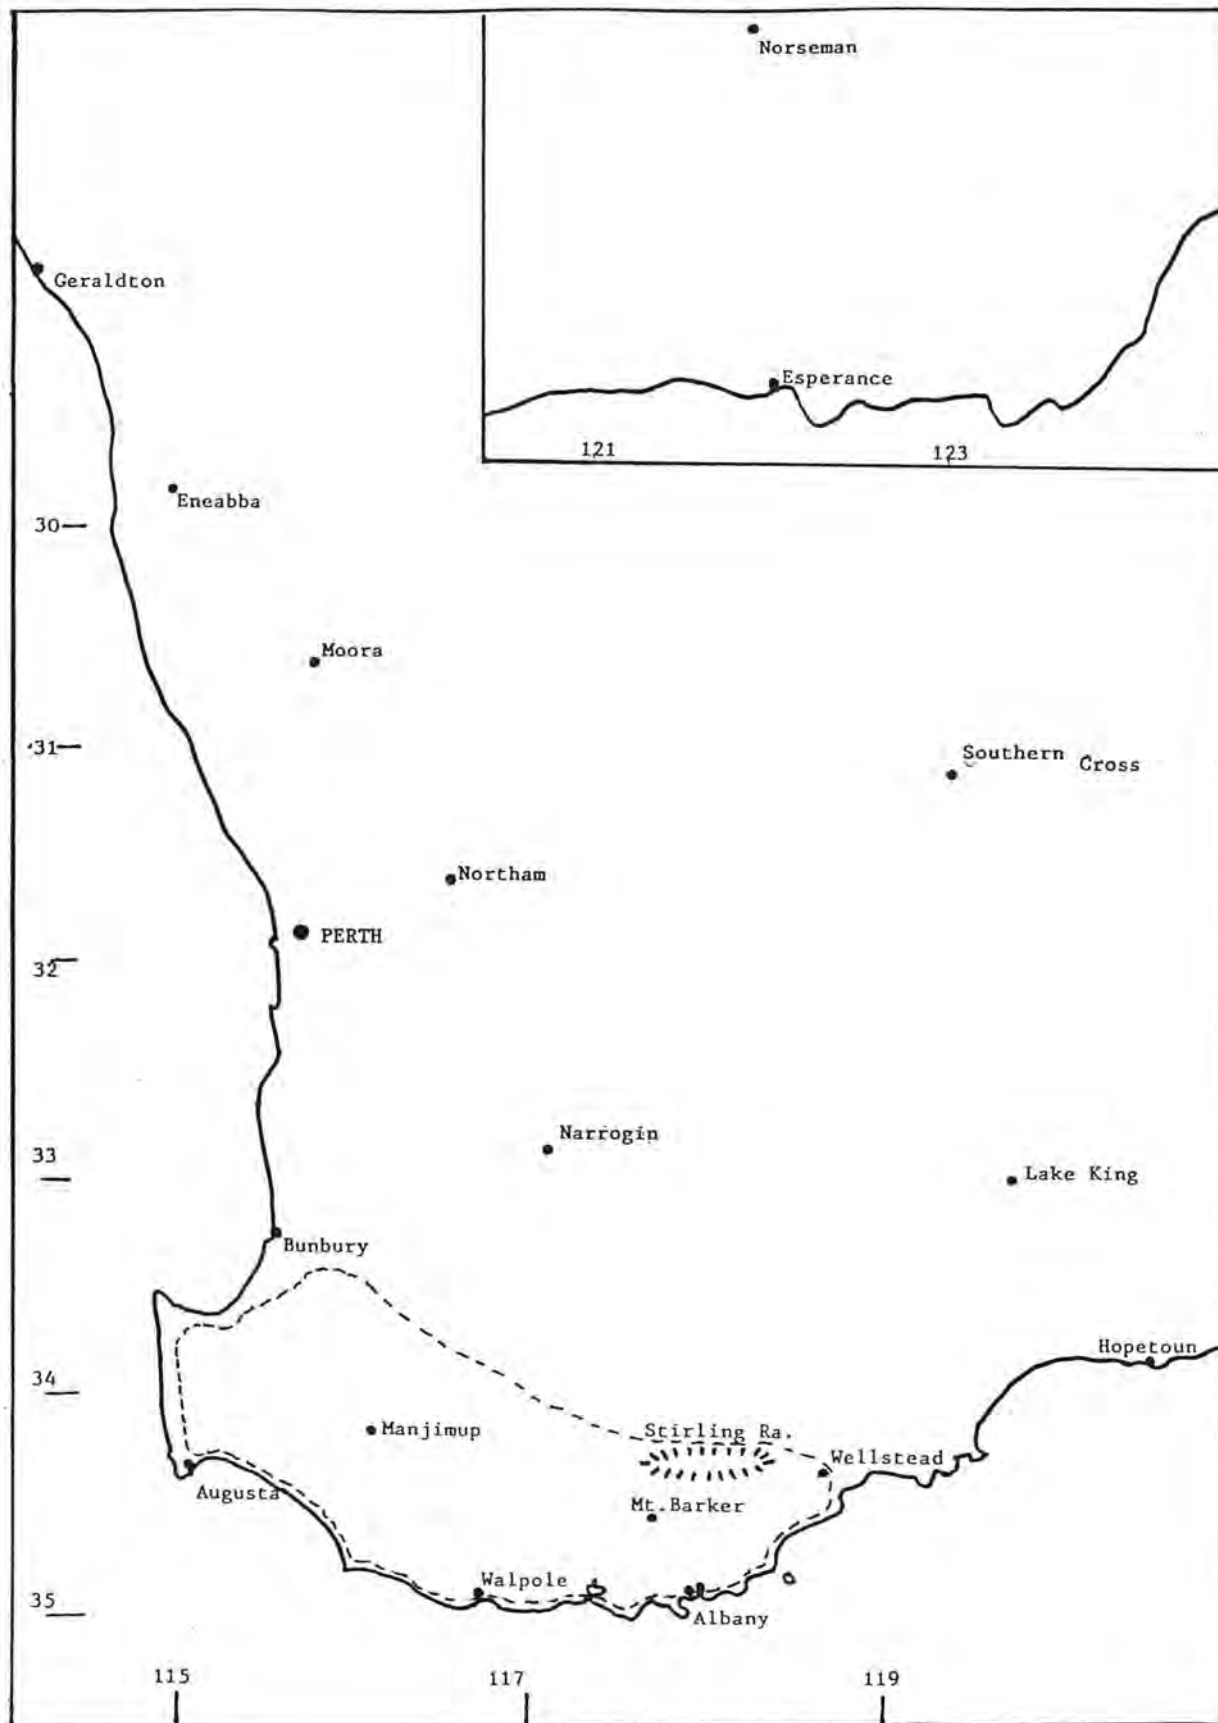 Norseman
Geraldton
Esperance
121
123
Eneabba
30
Moora
31
Southern Cross
Northam
PERTH
32
Narrogin
33
Lake King
Bunbury
Hopetoun
34
Manjimup
Stirling Ra.
Wellstead
Augusta
Mt.Barker
Walpole
Albany
35
115
117
119